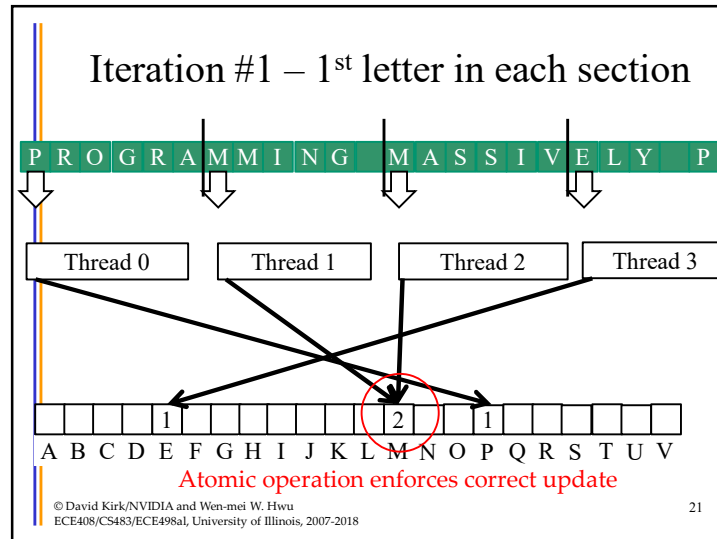 Iteration #1 – 1st letter in each section
P R O G R A M M I N G M A S S I V E L Y P
Thread 0 Thread 1 Thread 2 Thread 3
1 2 1
A B C D E F G H I J K L M N O P Q R S T U V
Atomic operation enforces correct update
© David Kirk/NVIDIA and Wen-mei W. Hwu
ECE408/CS483/ECE498al, University of Illinois, 2007-2018
21